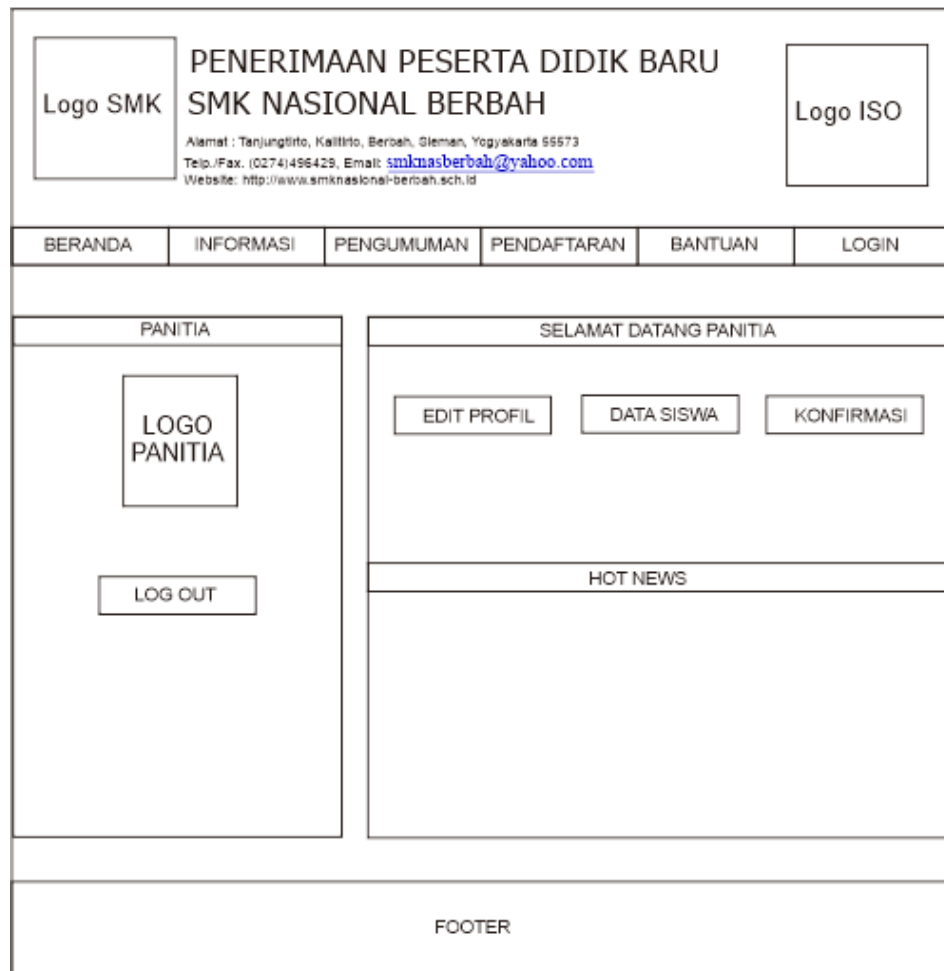 Logo SMK
PENERIMAAN PESERTA DIDIK BARU
SMK NASIONAL BERBAH
Alamat : Tanjungtirto, Kalitirto, Berbah, Sleman, Yogyakarta 55573
Telp./Fax. (0274)496429, Email: smknasberbah@yahoo.com
Website: http://www.smknasional-berbah.sch.id
Logo ISO
BERANDA INFORMASI PENGUMUMAN PENDAFTARAN BANTUAN LOGIN
PANITIA
LOGO
PANITIA
LOG OUT
SELAMAT DATANG PANITIA
EDIT PROFIL DATA SISWA KONFIRMASI
HOT NEWS
FOOTER